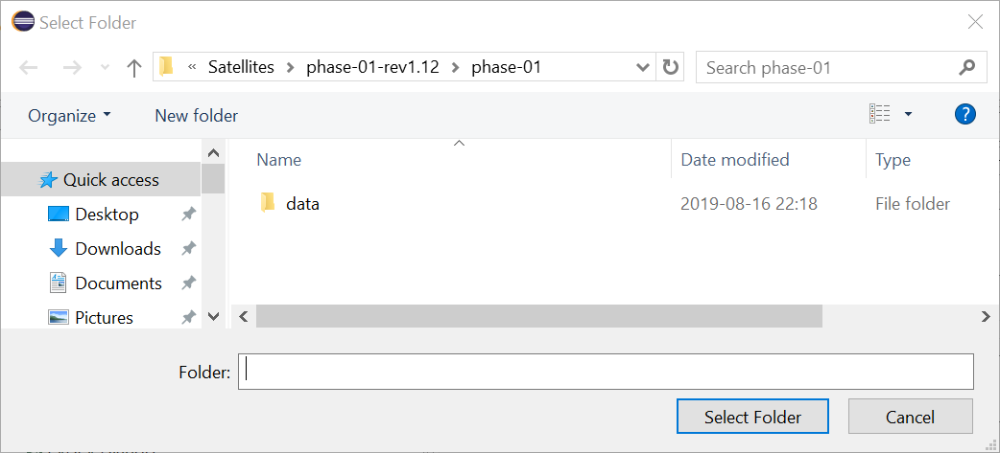 Select Folder
« Satellites > phase-01-rev1.12 > phase-01
Search phase-01
Organize
New folder
?
Name
Date modified
Type
Quick access
Desktop
Downloads
Documents
Pictures
data
2019-08-16 22:18
File folder
Folder:
Select Folder
Cancel